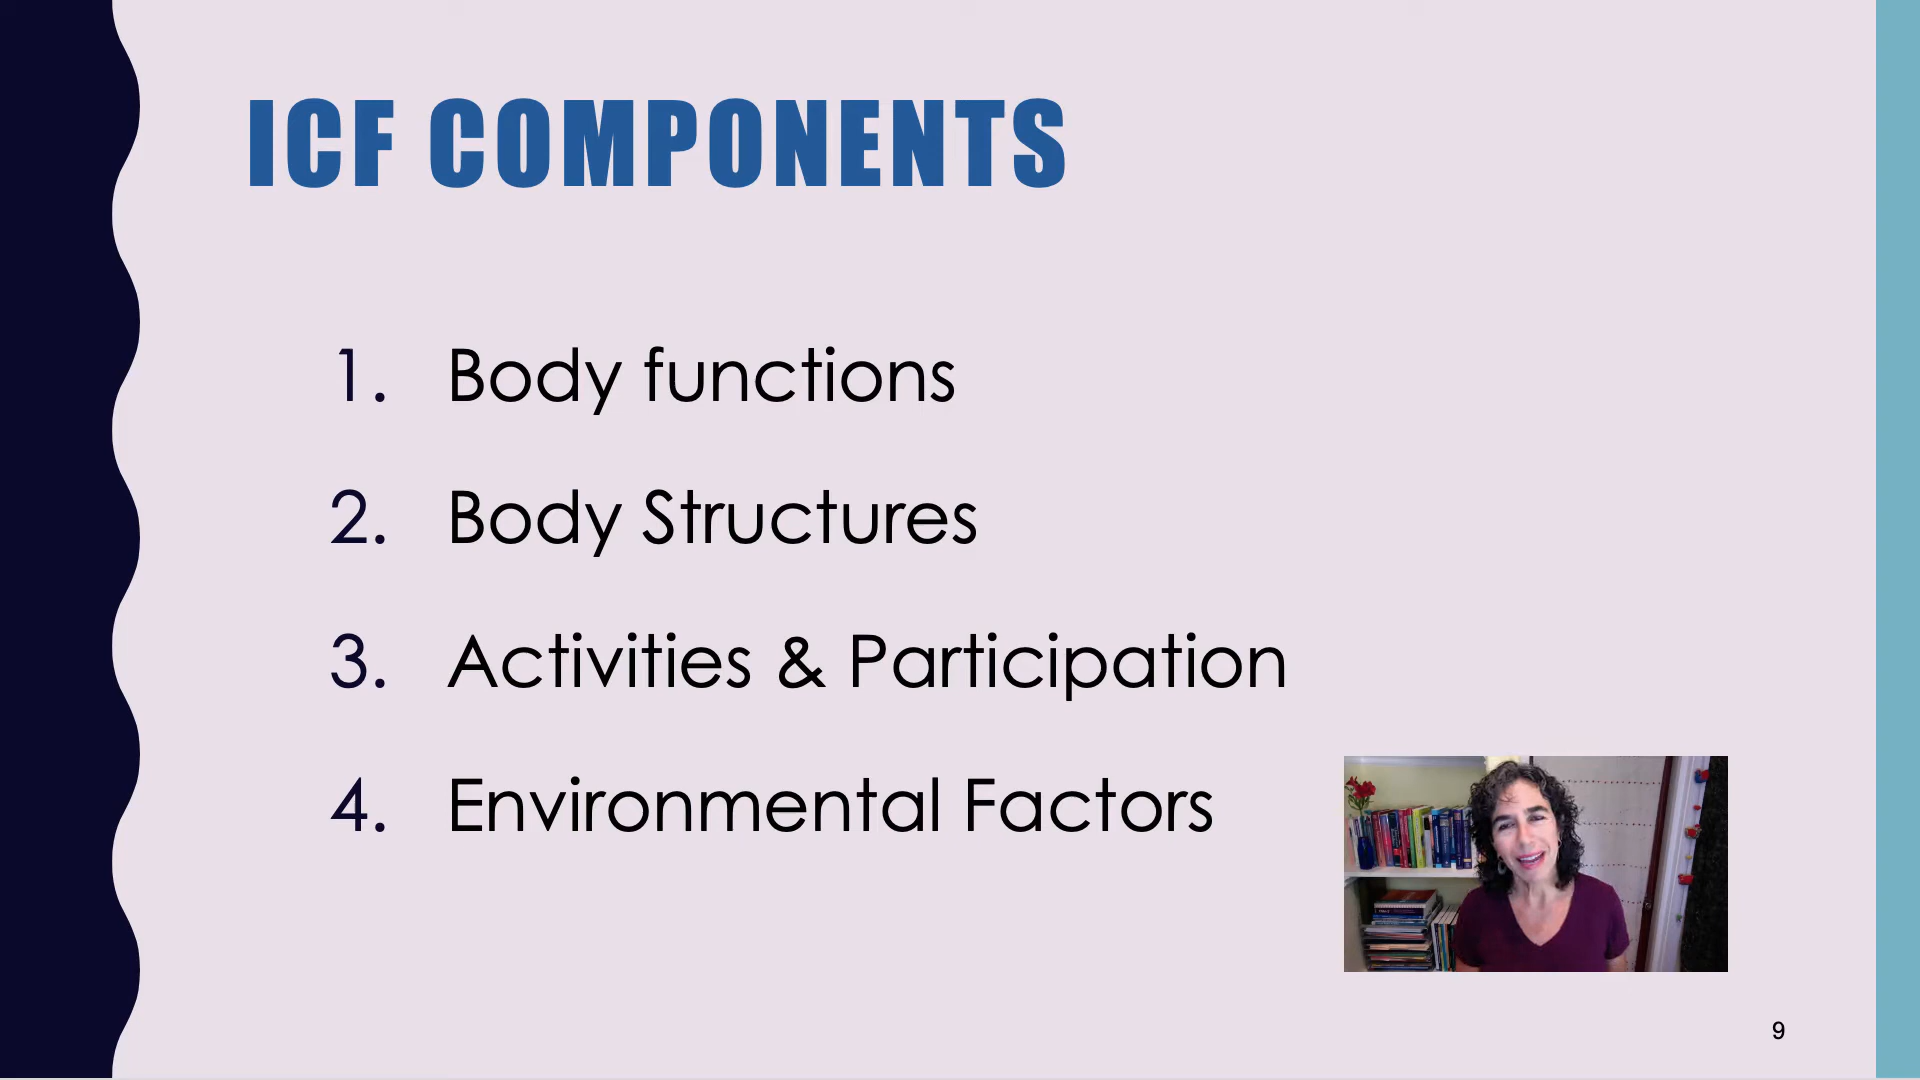 ICF COMPONENTS
1. Body functions
2. Body Structures
3. Activities & Participation
4. Environmental Factors
9